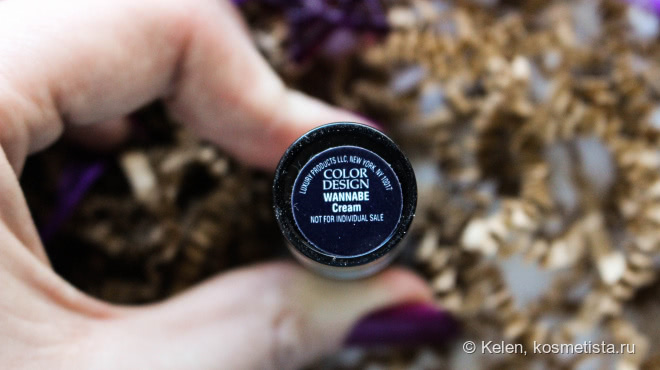 LUXURY PRODUCTS LLC, NEW YORK, NY 10017
COLOR
DESIGN
WANNABE
Cream
NOT FOR INDIVIDUAL SALE
© Kelen, kosmetista.ru